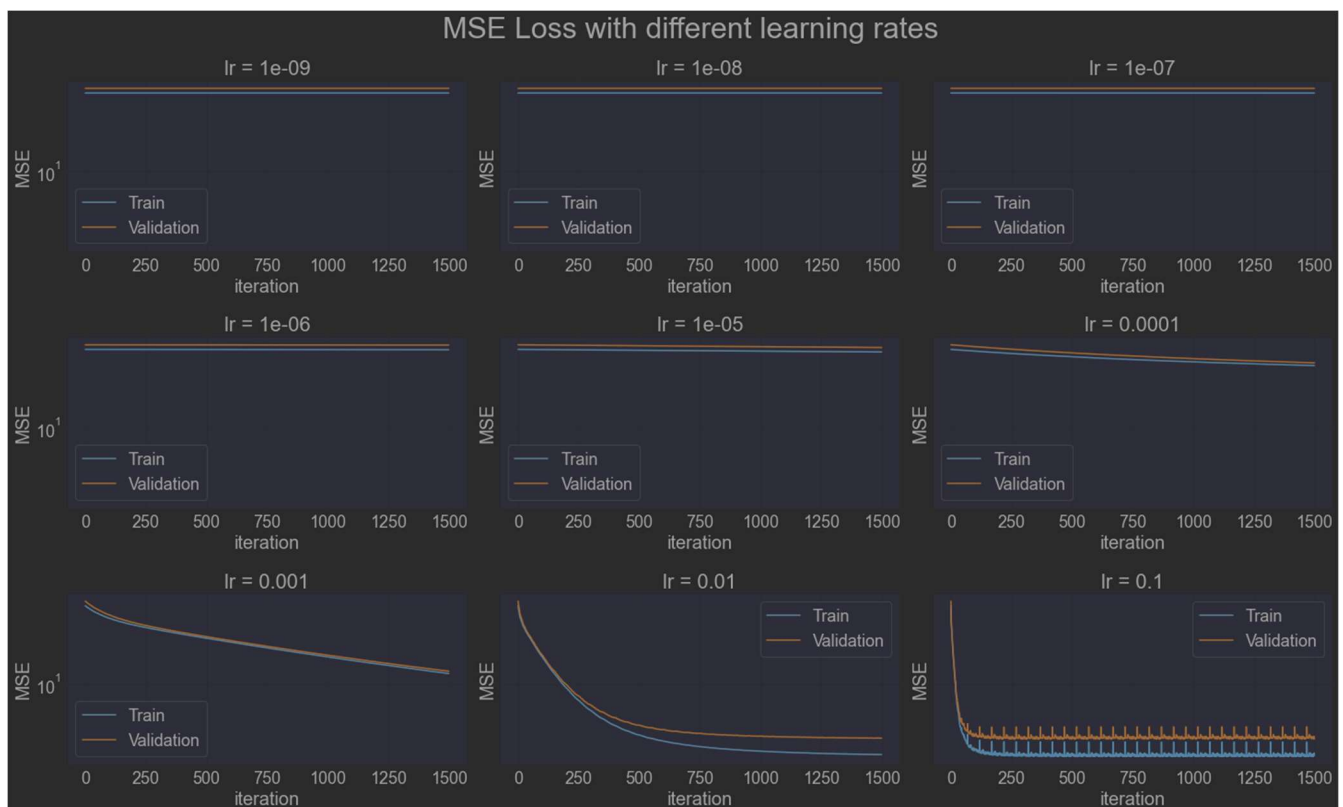 MSE Loss with different learning rates
lr = 1e-09
lr = 1e-08
lr = 1e-07
MSE
10¹
Train
Validation
0 250 500 750 1000 1250 1500
iteration
MSE
Train
Validation
0 250 500 750 1000 1250 1500
iteration
MSE
Train
Validation
0 250 500 750 1000 1250 1500
iteration
lr = 1e-06
lr = 1e-05
lr = 0.0001
MSE
10¹
Train
Validation
0 250 500 750 1000 1250 1500
iteration
MSE
Train
Validation
0 250 500 750 1000 1250 1500
iteration
MSE
Train
Validation
0 250 500 750 1000 1250 1500
iteration
lr = 0.001
lr = 0.01
lr = 0.1
MSE
10¹
Train
Validation
0 250 500 750 1000 1250 1500
iteration
MSE
Train
Validation
0 250 500 750 1000 1250 1500
iteration
MSE
Train
Validation
0 250 500 750 1000 1250 1500
iteration